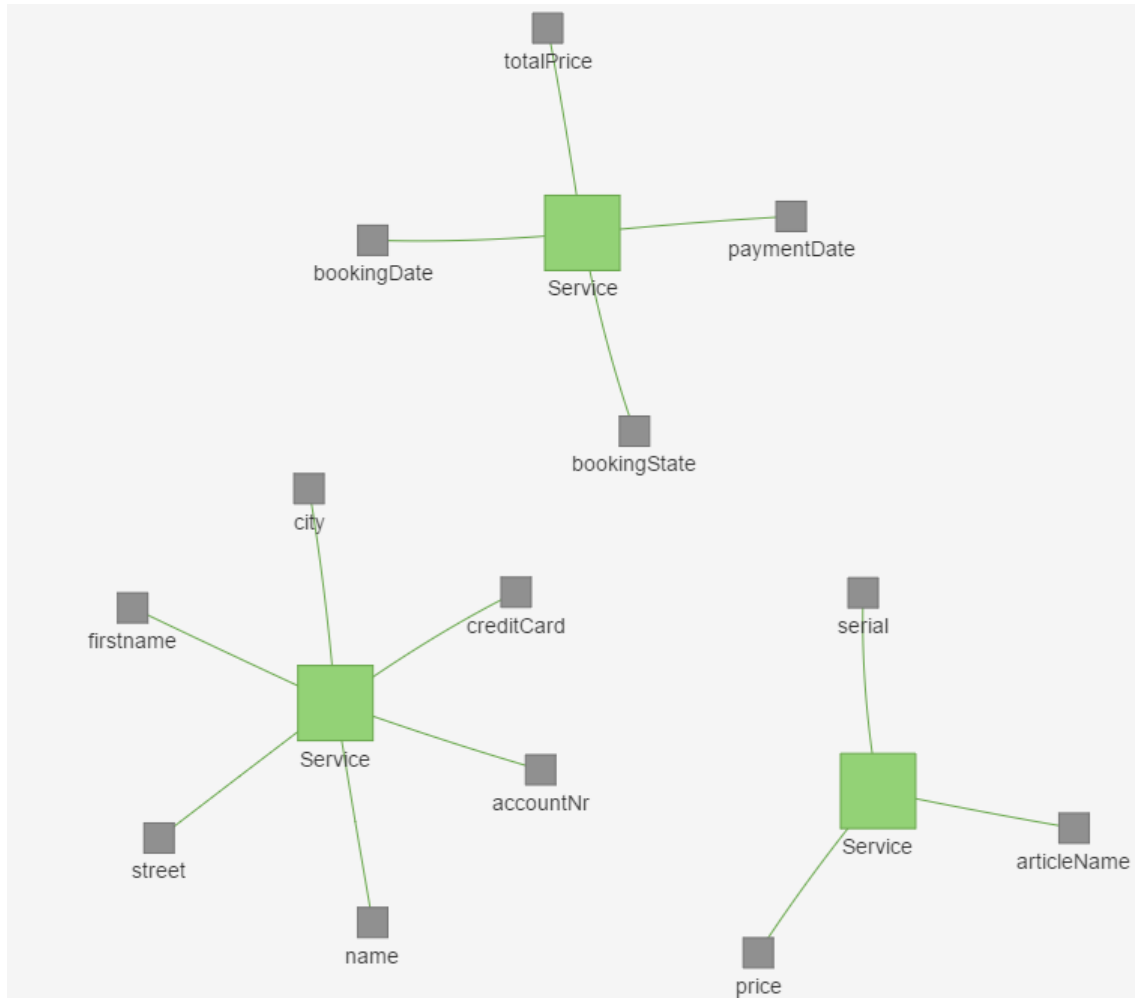 totalPrice
bookingDate
paymentDate
Service
bookingState
city
firstname
creditCard
Service
accountNr
street
name
serial
Service
articleName
price